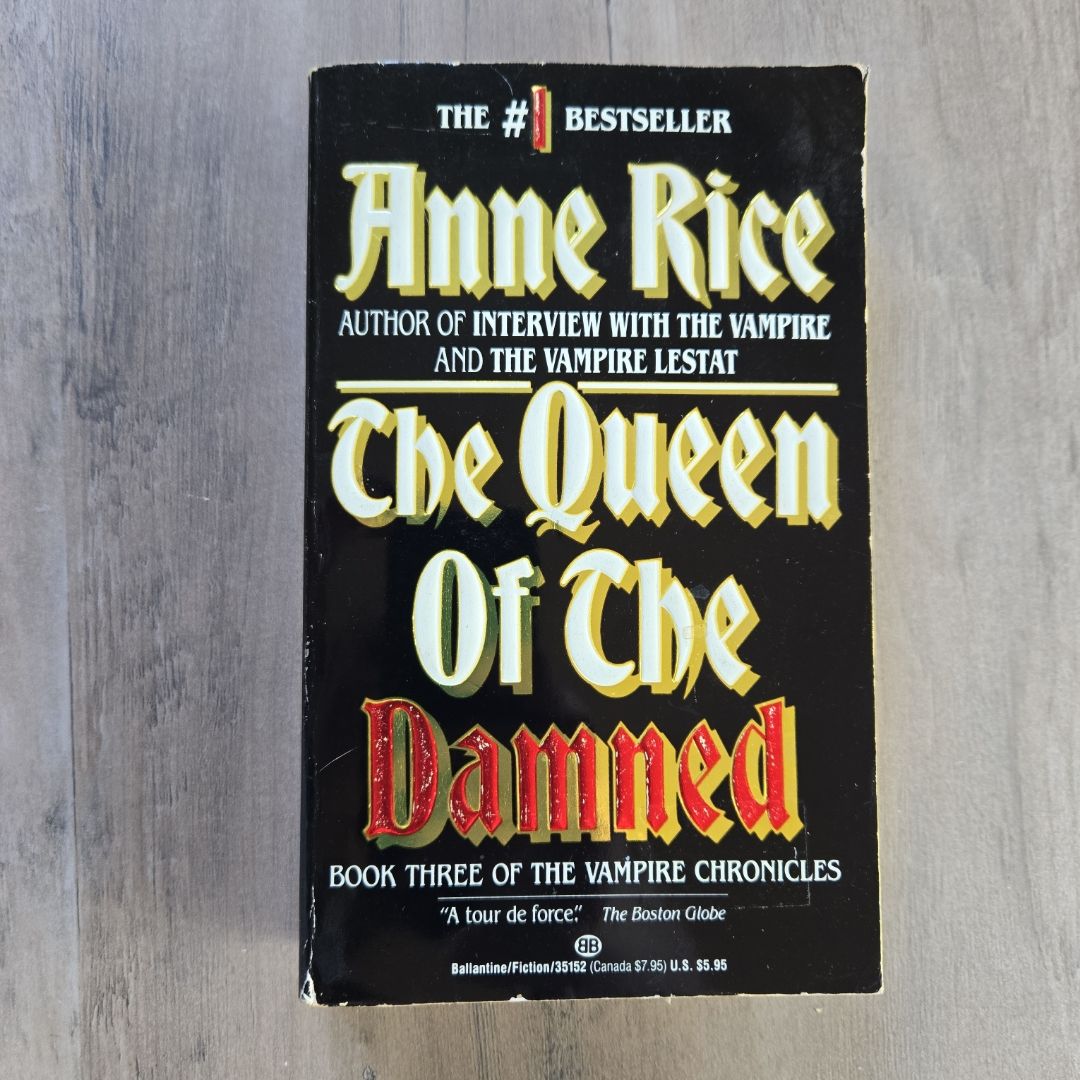 THE #1 BESTSELLER
Anne Rice
AUTHOR OF INTERVIEW WITH THE VAMPIRE
AND THE VAMPIRE LESTAT
The Queen
Of The
Damned
BOOK THREE OF THE VAMPIRE CHRONICLES
"A tour de force." The Boston Globe
BB
Ballantine/Fiction/35152 (Canada $7.95) U.S. $5.95